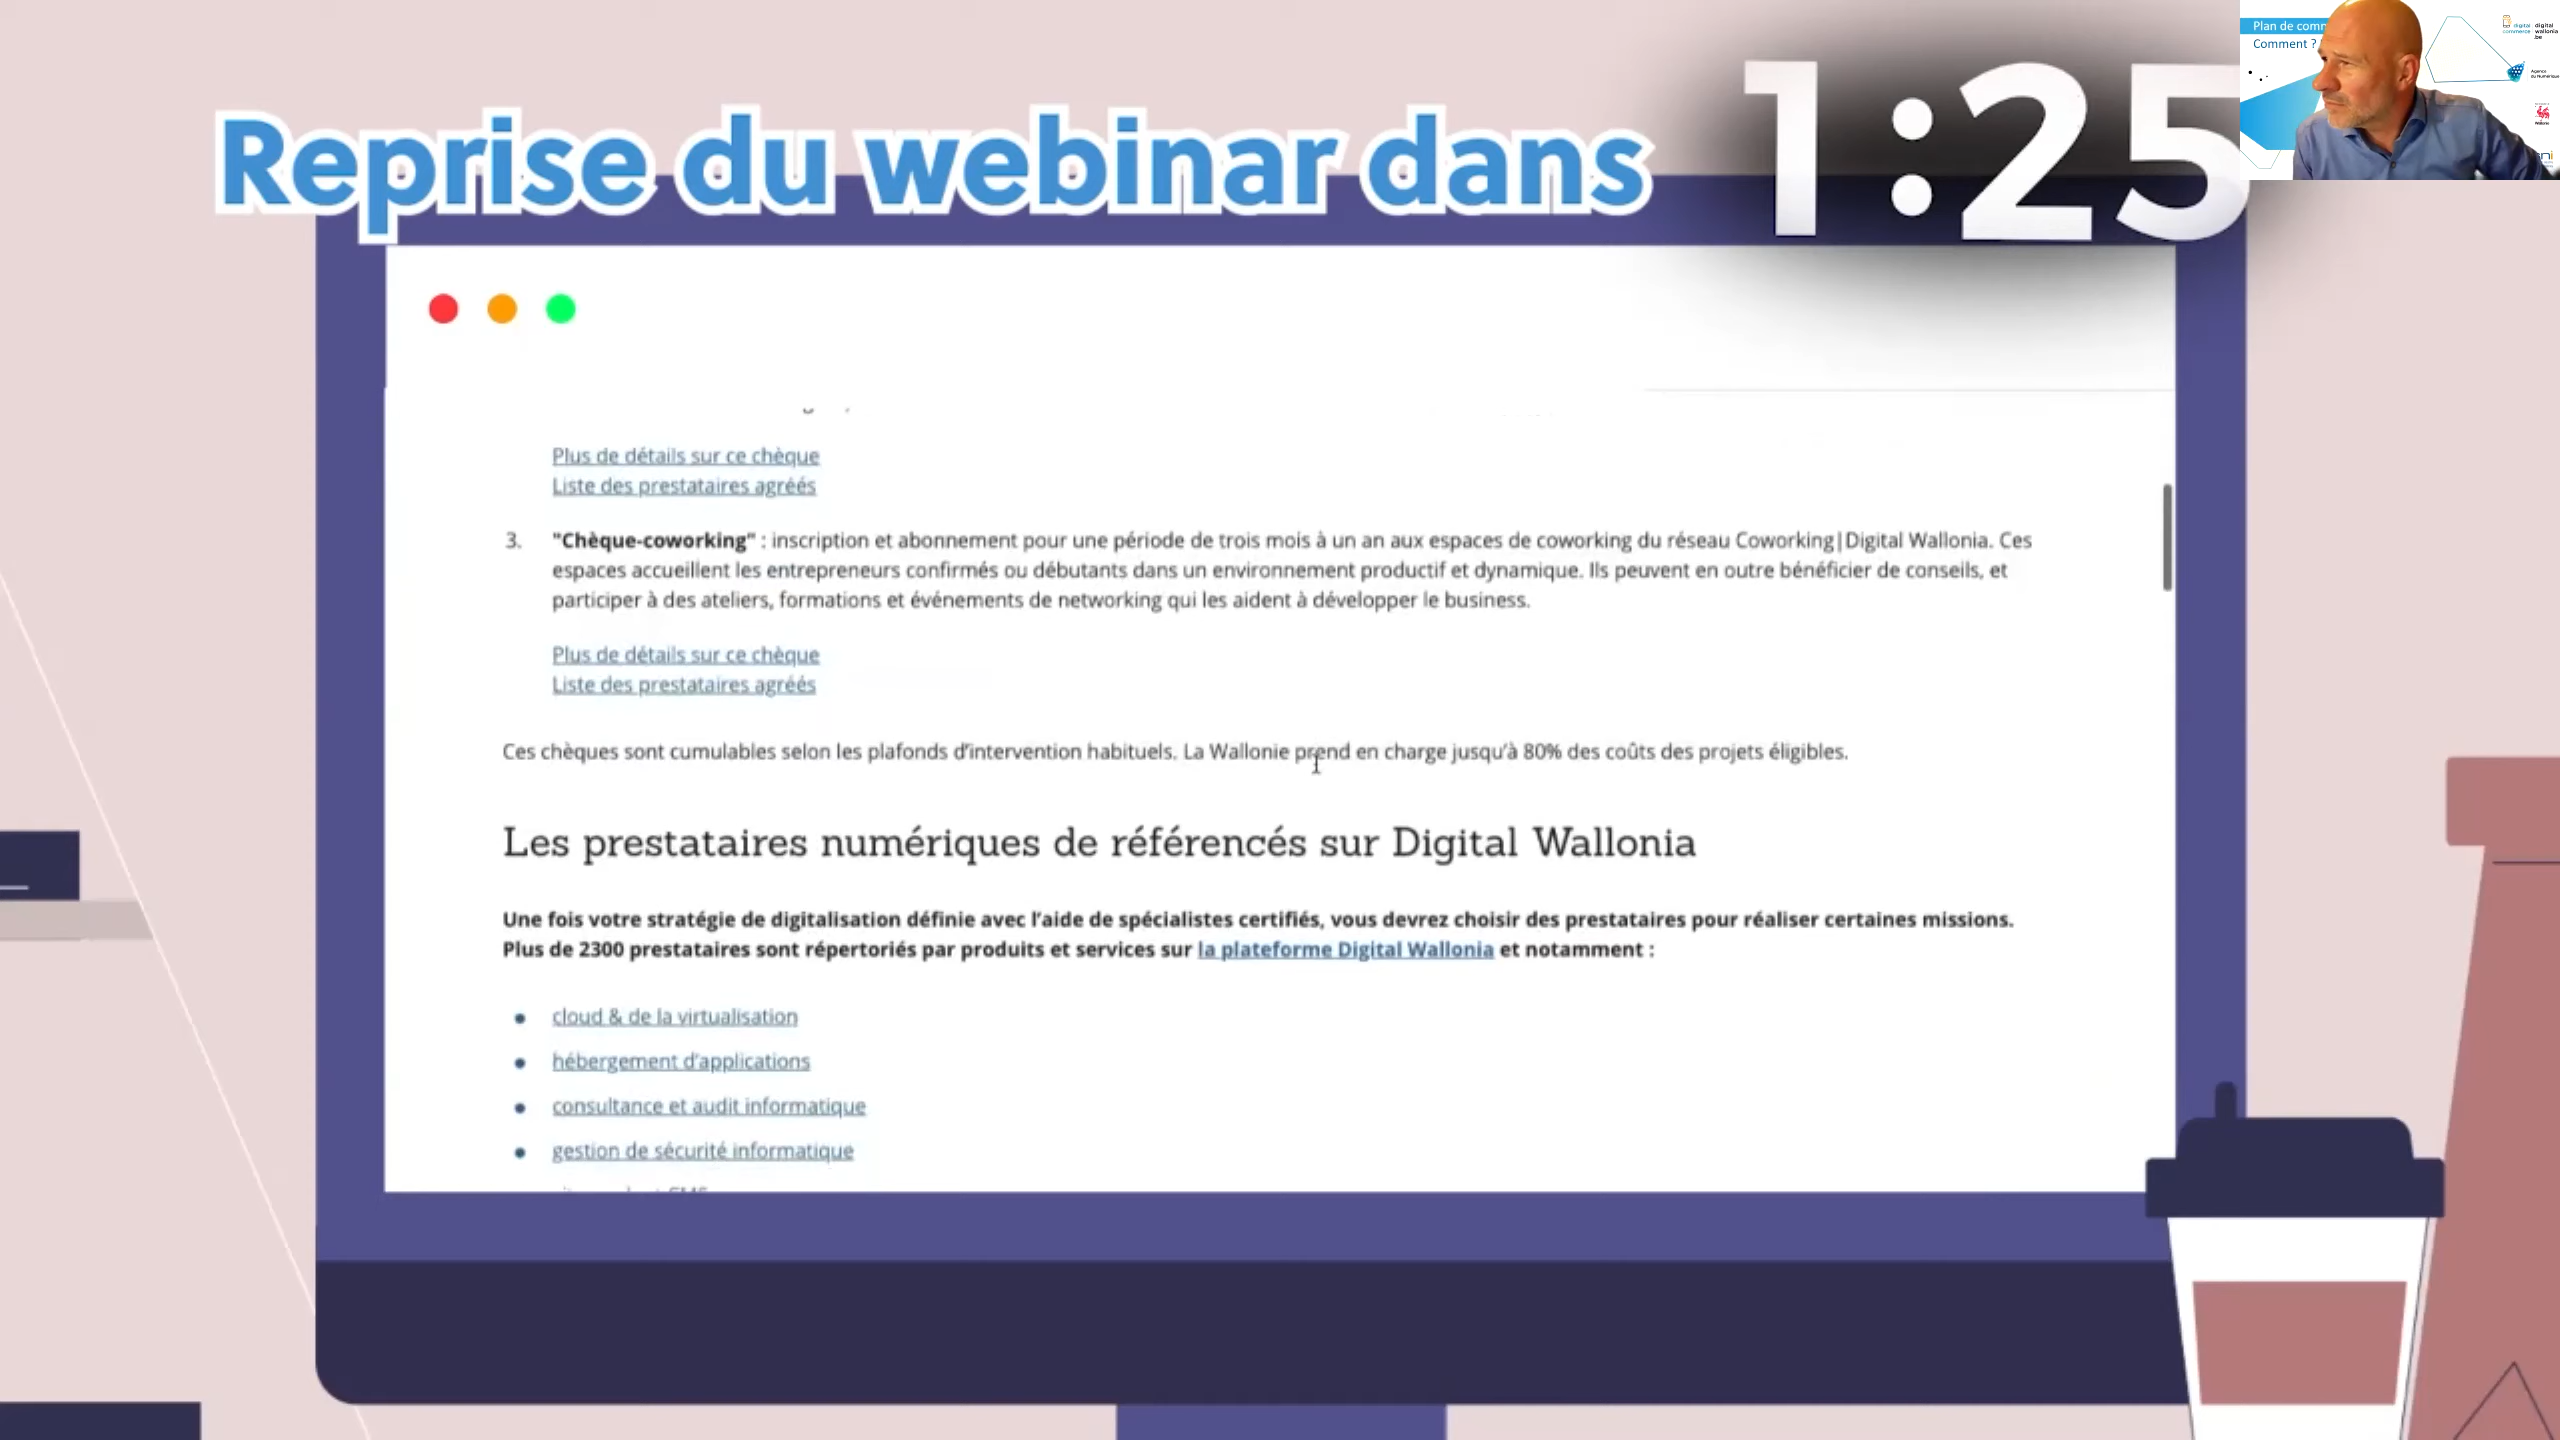 Reprise du webinar dans 1:25
Plan de comm
Comment ?
digital commerce
digital wallonia .be
Agence du Numérique
Plus de détails sur ce chèque
Liste des prestataires agréés
3. "Chèque-coworking" : inscription et abonnement pour une période de trois mois à un an aux espaces de coworking du réseau Coworking|Digital Wallonia. Ces
espaces accueillent les entrepreneurs confirmés ou débutants dans un environnement productif et dynamique. Ils peuvent en outre bénéficier de conseils, et
participer à des ateliers, formations et événements de networking qui les aident à développer le business.
Plus de détails sur ce chèque
Liste des prestataires agréés
Ces chèques sont cumulables selon les plafonds d'intervention habituels. La Wallonie prend en charge jusqu'à 80% des coûts des projets éligibles.
Les prestataires numériques de référencés sur Digital Wallonia
Une fois votre stratégie de digitalisation définie avec l'aide de spécialistes certifiés, vous devrez choisir des prestataires pour réaliser certaines missions.
Plus de 2300 prestataires sont répertoriés par produits et services sur la plateforme Digital Wallonia et notamment :
• cloud & de la virtualisation
• hébergement d'applications
• consultance et audit informatique
• gestion de sécurité informatique